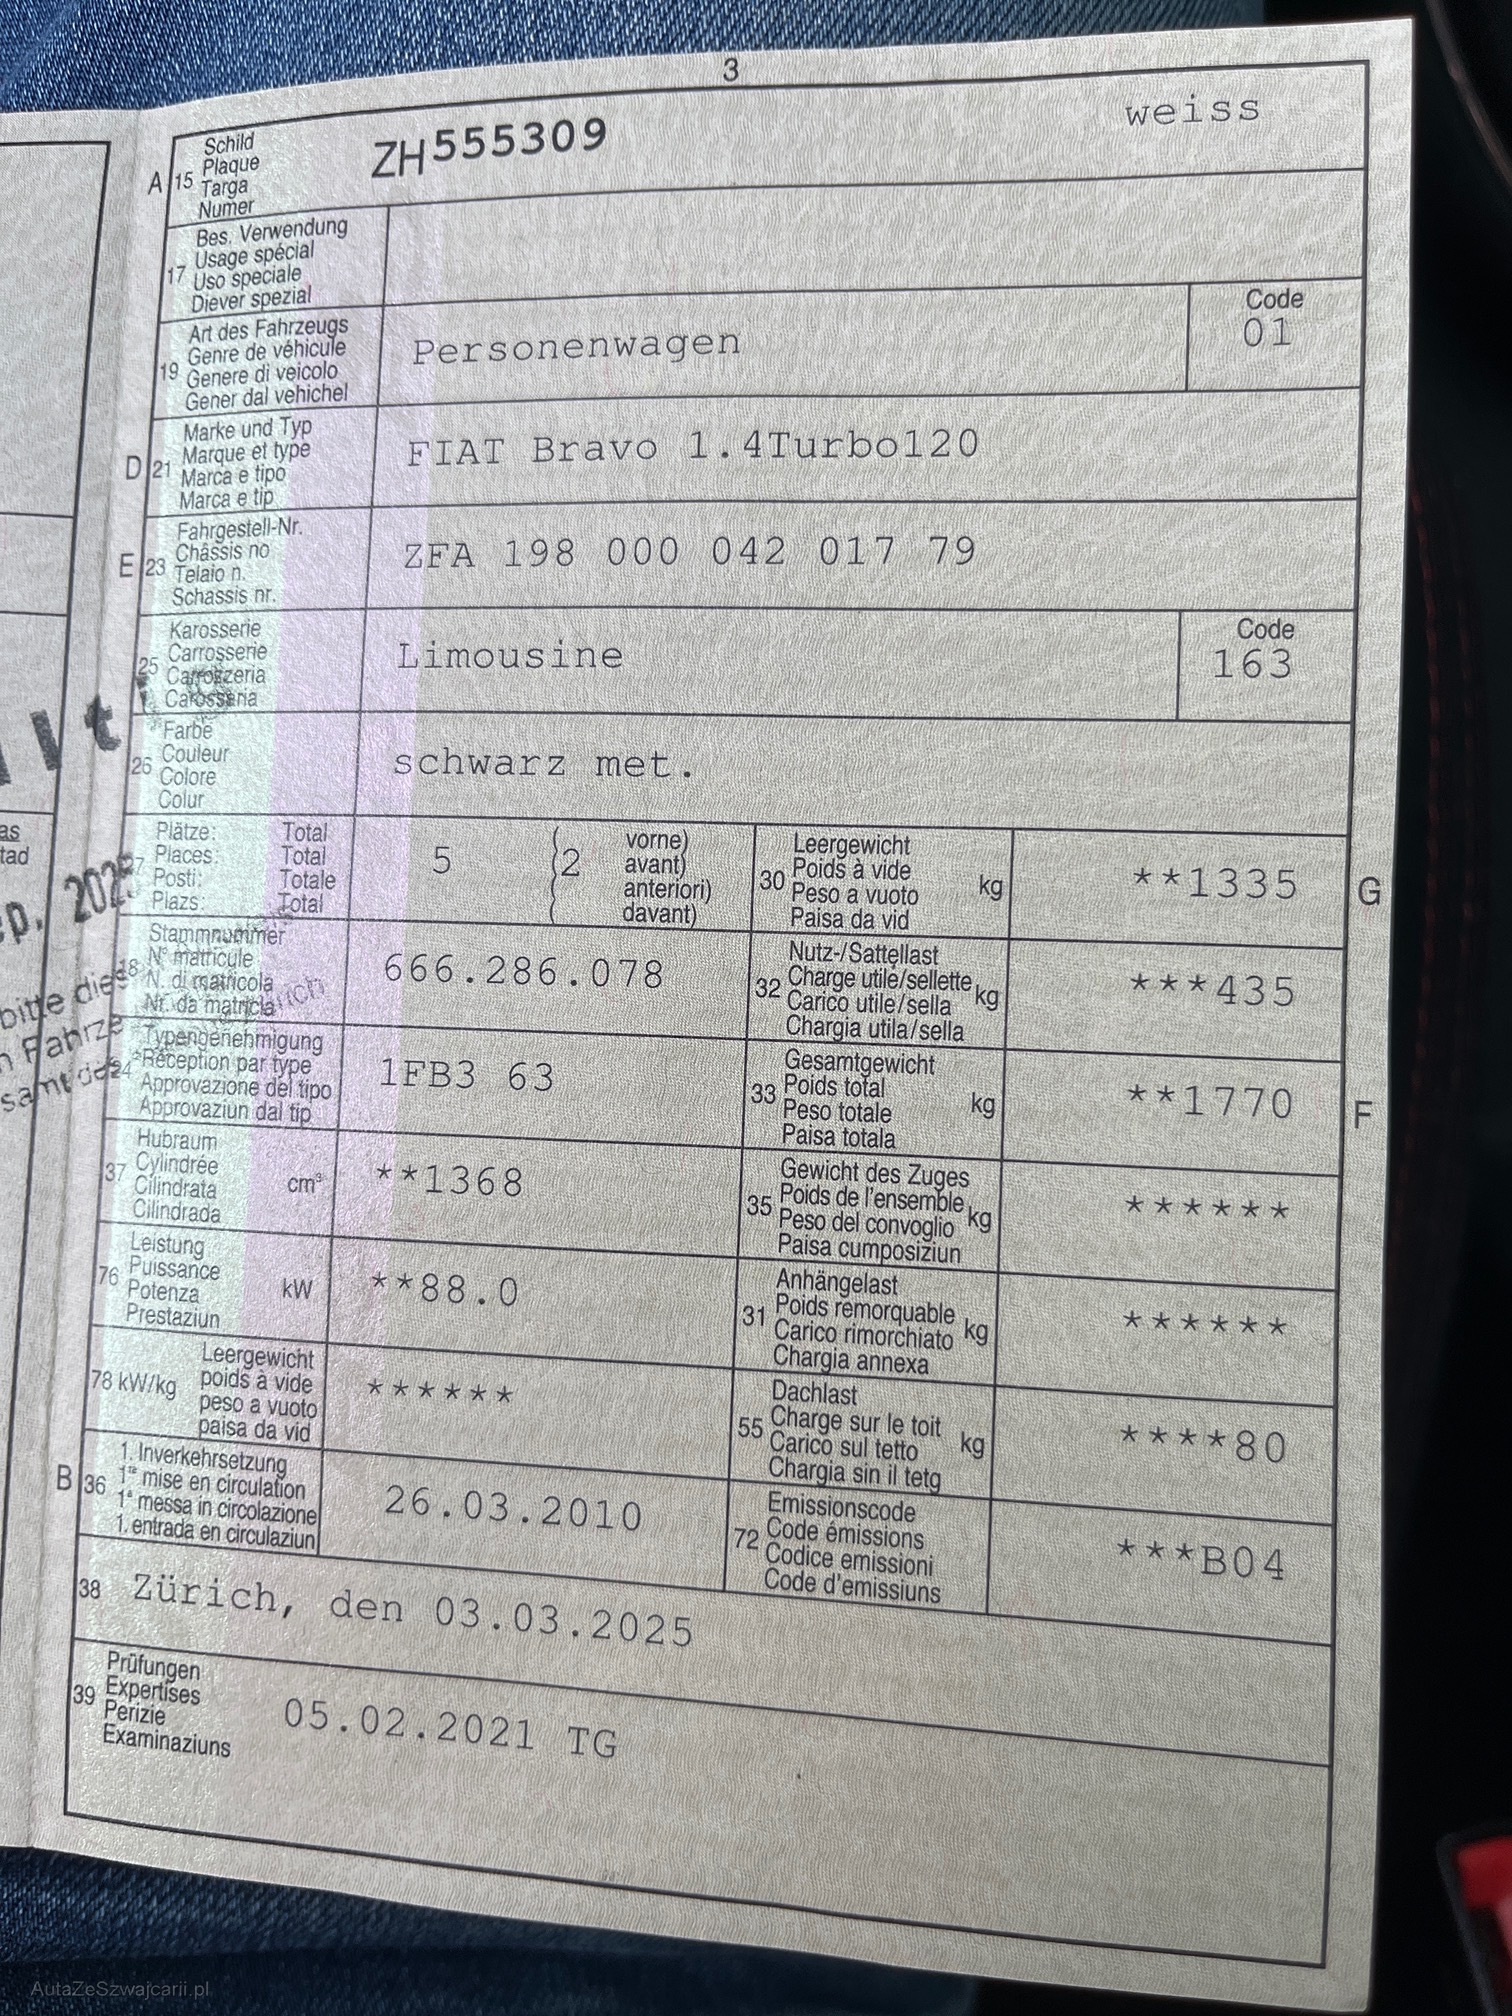 3
A 15 Schild
Plaque
Targa
Numer
ZH 555309 weiss
17 Bes. Verwendung
Usage spécial
Uso speciale
Diever spezial
19 Art des Fahrzeugs
Genre de véhicule
Genere di veicolo
Gener dal vehichel
Personenwagen
Code
01
D 21 Marke und Typ
Marque et type
Marca e tipo
Marca e tip
FIAT Bravo 1.4Turbo120
E 23 Fahrgestell-Nr.
Châssis no
Telaio n.
Schassis nr.
ZFA 198 000 042 017 79
25 Karosserie
Carrosserie
Carrozzeria
Carosseria
Limousine
Code
163
26 Farbe
Couleur
Colore
Colur
schwarz met.
Plätze: Total
Places: Total
Posti: Totale
Plazs: Total
5 (2 vorne)
avant)
anteriori)
davant)
30 Leergewicht
Poids à vide
Peso a vuoto
Paisa da vid
kg
**1335
G
Stammnummer
N° matricule
N. di matricola
Nr. da matricla
666.286.078
32 Nutz-/Sattellast
Charge utile/sellette
Carico utile/sella
Chargia utila/sella
kg
***435
Typengenehmigung
Réception par type
Approvazione del tipo
Approvaziun dal tip
1FB3 63
33 Gesamtgewicht
Poids total
Peso totale
Paisa totala
kg
**1770
F
37 Hubraum
Cylindrée
Cilindrata
Cilindrada
cm³
**1368
35 Gewicht des Zuges
Poids de l'ensemble
Peso del convoglio
Paisa cumposiziun
kg
******
76 Leistung
Puissance
Potenza
Prestaziun
kW
**88.0
31 Anhängelast
Poids remorquable
Carico rimorchiato
Chargia annexa
kg
******
78 kW/kg Leergewicht
poids à vide
peso a vuoto
paisa da vid
******
55 Dachlast
Charge sur le toit
Carico sul tetto
Chargia sin il tetg
kg
****80
B 36 1. Inverkehrsetzung
1re mise en circulation
1a messa in circolazione
1. entrada en circulaziun
26.03.2010
72 Emissionscode
Code émissions
Codice emissioni
Code d'emissiuns
***B04
38 Zürich, den 03.03.2025
39 Prüfungen
Expertises
Perizie
Examinaziuns
05.02.2021 TG
bitte
AutaZeSzwajcarii.pl